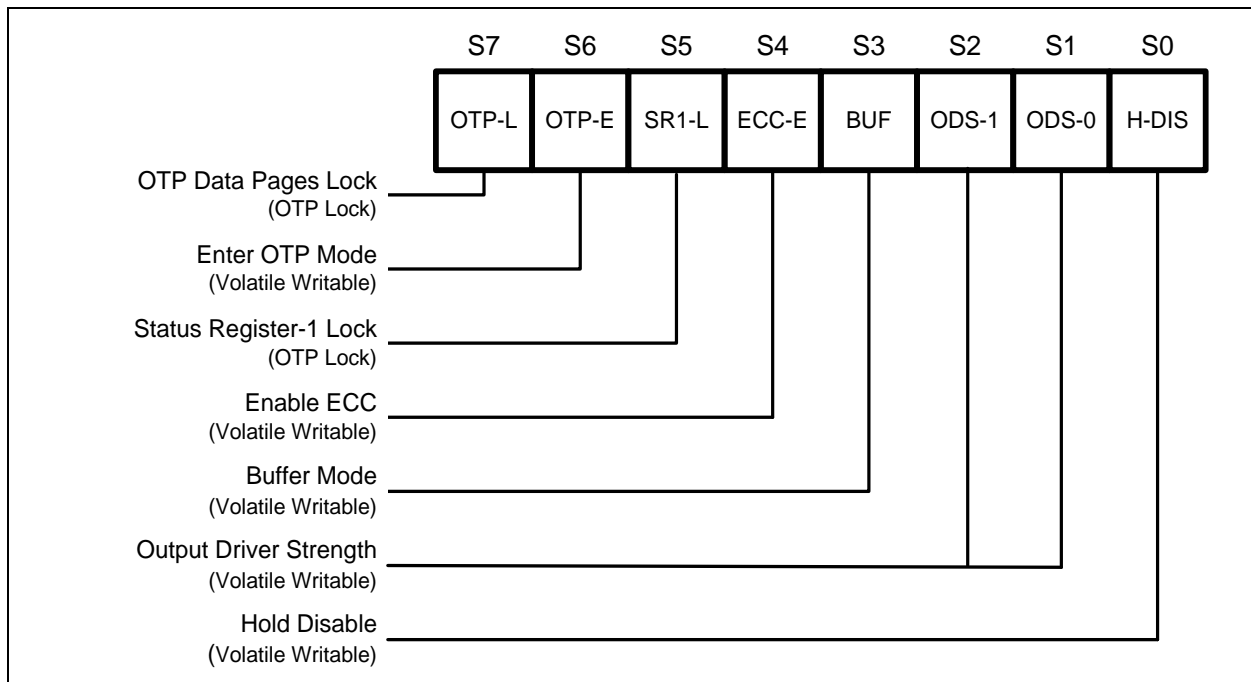 S7 S6 S5 S4 S3 S2 S1 S0
OTP-L OTP-E SR1-L ECC-E BUF ODS-1 ODS-0 H-DIS
OTP Data Pages Lock
(OTP Lock)
Enter OTP Mode
(Volatile Writable)
Status Register-1 Lock
(OTP Lock)
Enable ECC
(Volatile Writable)
Buffer Mode
(Volatile Writable)
Output Driver Strength
(Volatile Writable)
Hold Disable
(Volatile Writable)